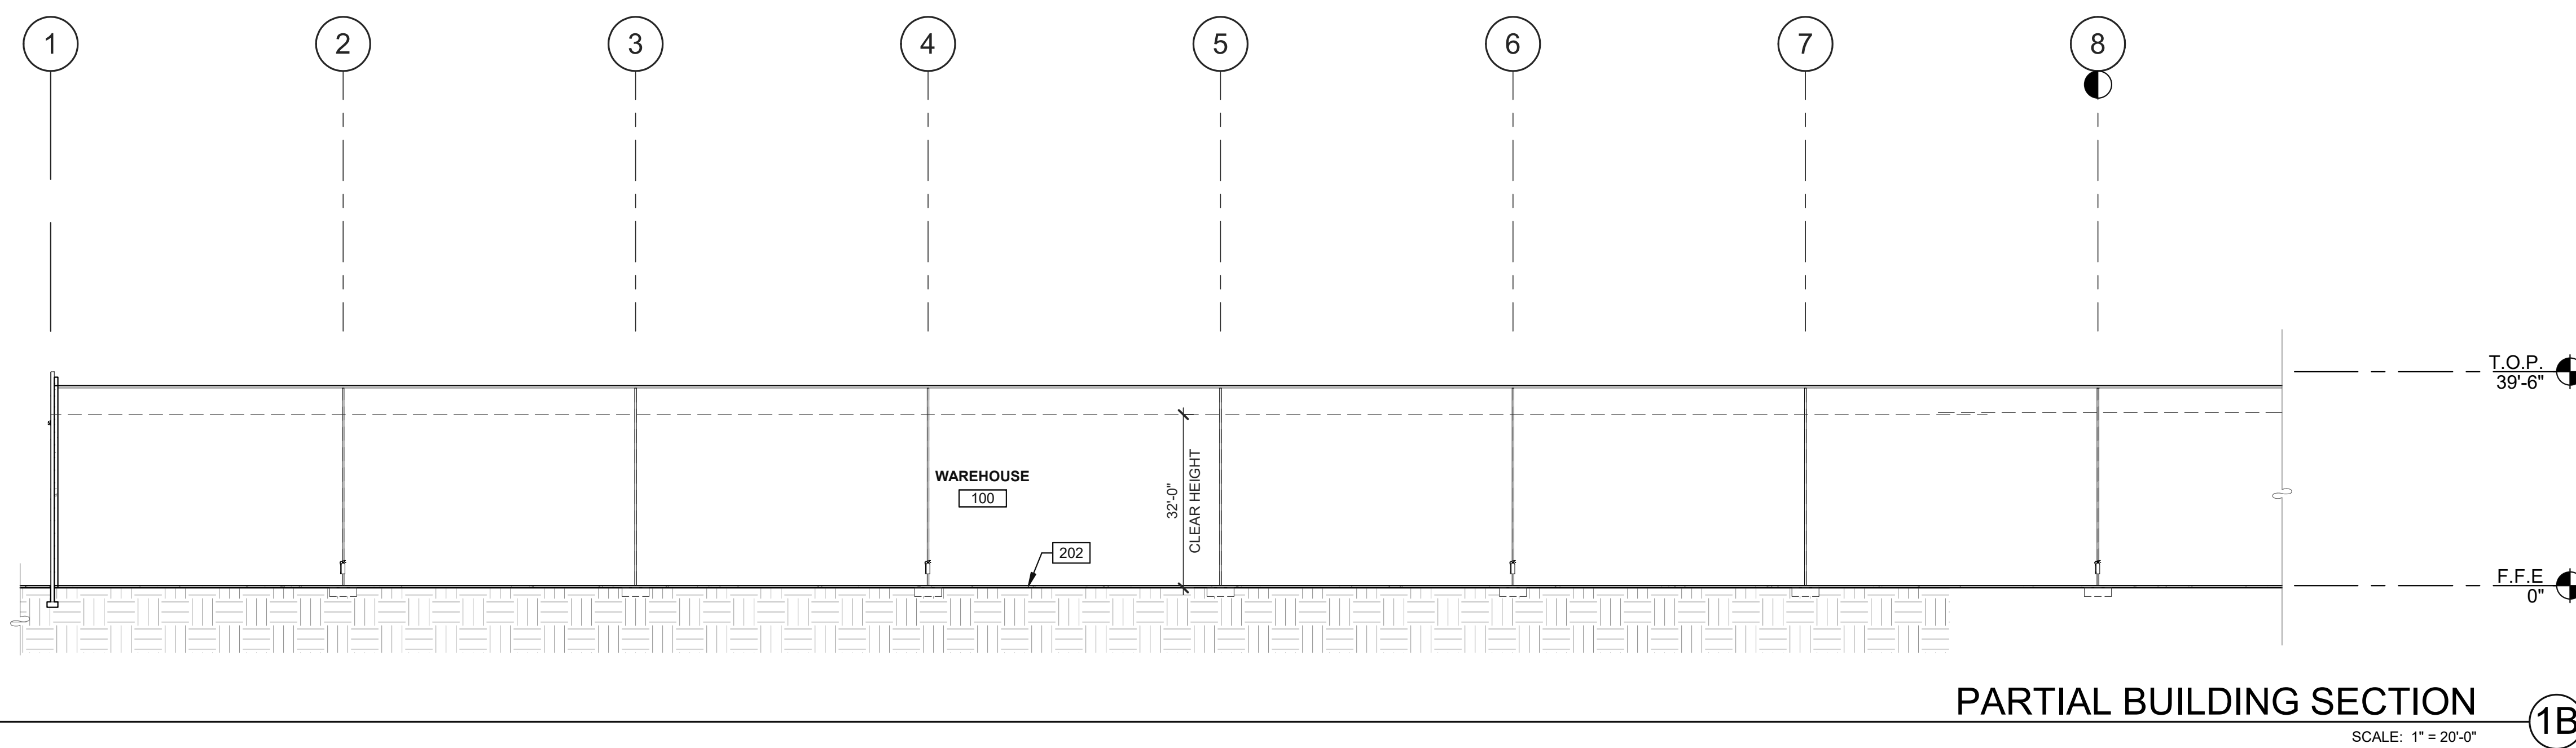 1
2
3
4
5
6
7
8
T.O.P.
39'-6"
WAREHOUSE
100
32'-0"
CLEAR HEIGHT
202
F.F.E
0"
PARTIAL BUILDING SECTION
1B
SCALE: 1" = 20'-0"